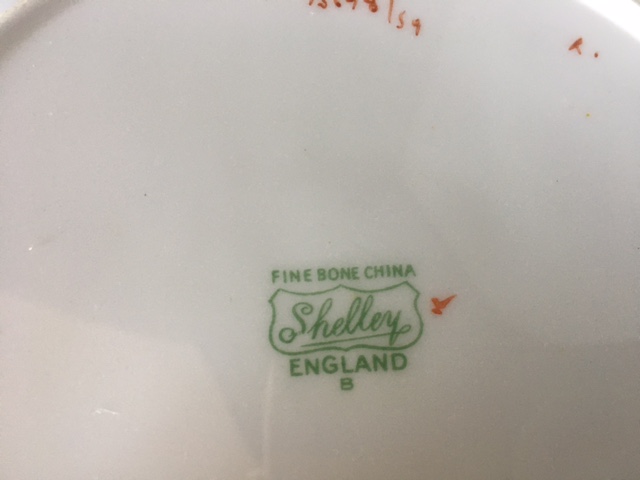 R.
FINE BONE CHINA
Shelley
ENGLAND
B